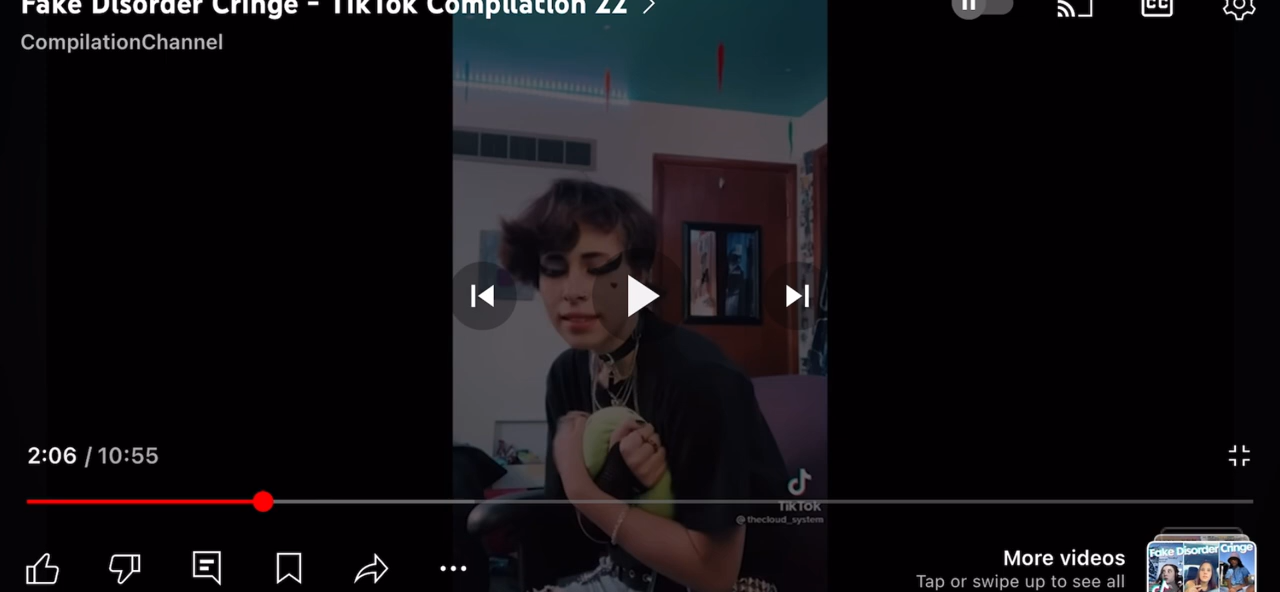 Fake Disorder Cringe - TikTok Compilation 22
CompilationChannel
CC
2:06 / 10:55
TikTok
@thecloud_system
More videos
Tap or swipe up to see all
Fake Disorder Cringe